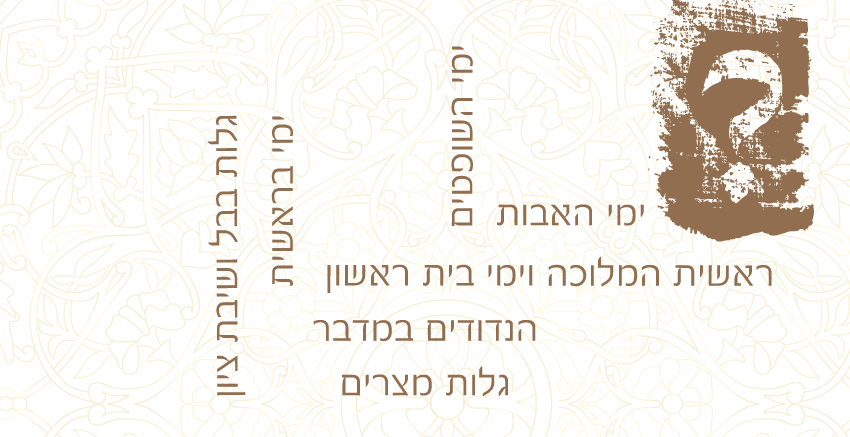 ?
ימי השופטים
ימי האבות
ימי בראשית
גלות בבל ושיבת ציון
ראשית המלוכה וימי בית ראשון
הנדודים במדבר
גלות מצרים